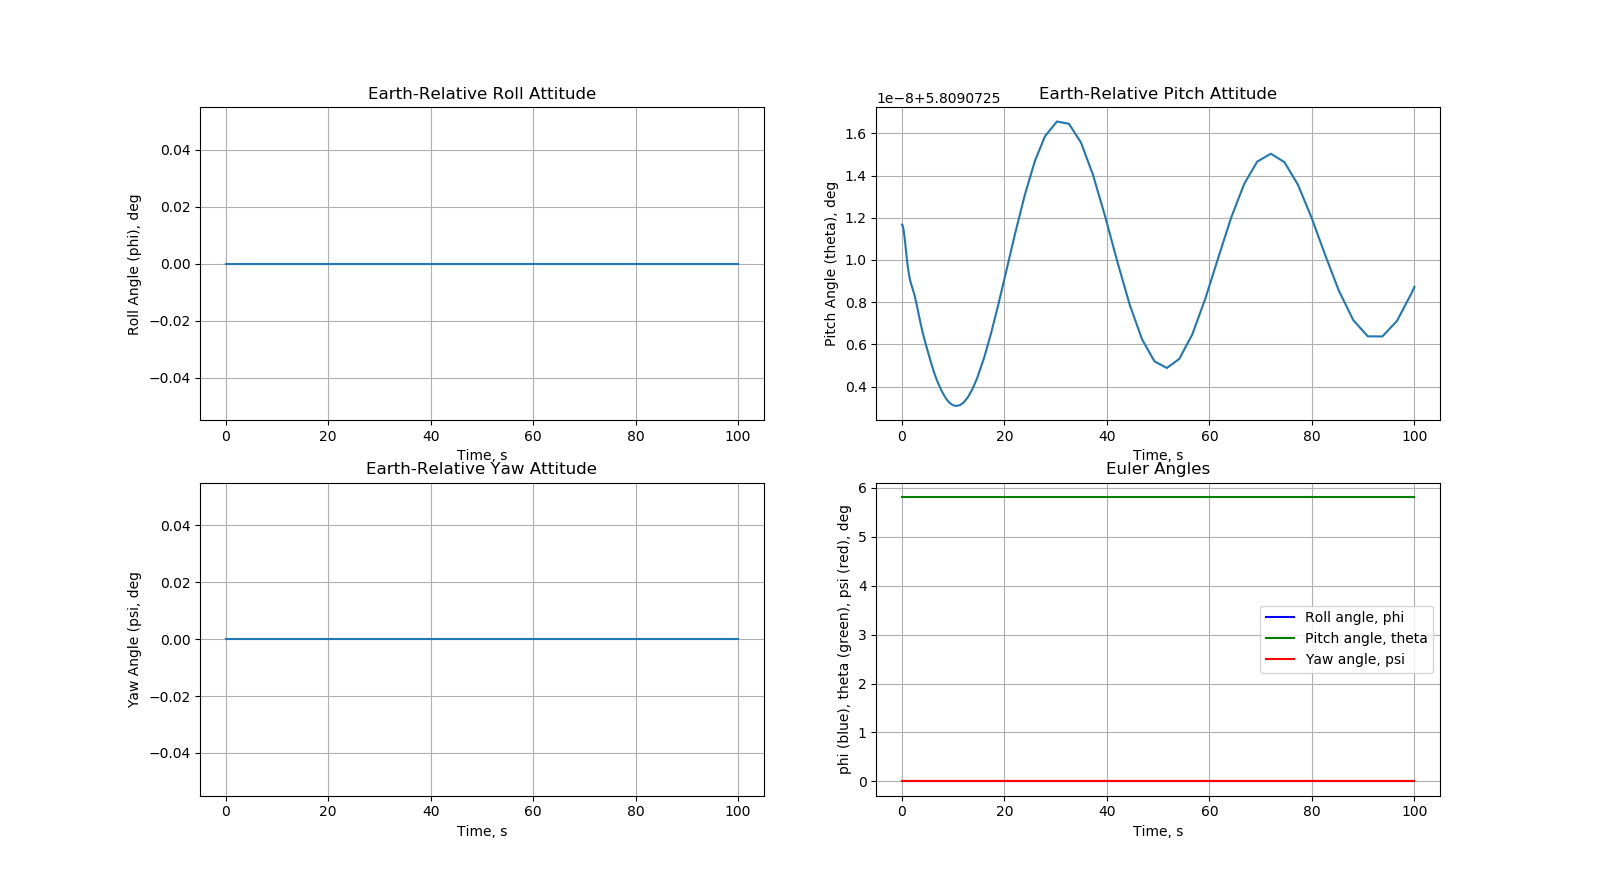 Earth-Relative Roll Attitude
Roll Angle (phi), deg
0.04
0.02
0.00
−0.02
−0.04
0 20 40 60 80 100
Time, s
Earth-Relative Pitch Attitude
1e−8+5.8090725
Pitch Angle (theta), deg
1.6
1.4
1.2
1.0
0.8
0.6
0.4
0 20 40 60 80 100
Time, s
Earth-Relative Yaw Attitude
Yaw Angle (psi, deg
0.04
0.02
0.00
−0.02
−0.04
0 20 40 60 80 100
Time, s
Euler Angles
phi (blue), theta (green), psi (red), deg
6
5
4
3
2
1
0
Roll angle, phi
Pitch angle, theta
Yaw angle, psi
0 20 40 60 80 100
Time, s